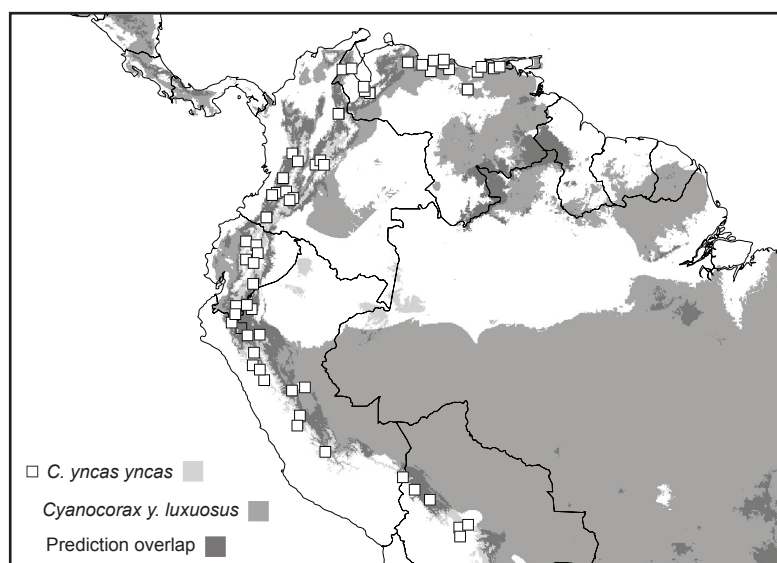 C. yncas yncas
Cyanocorax y. luxuosus
Prediction overlap